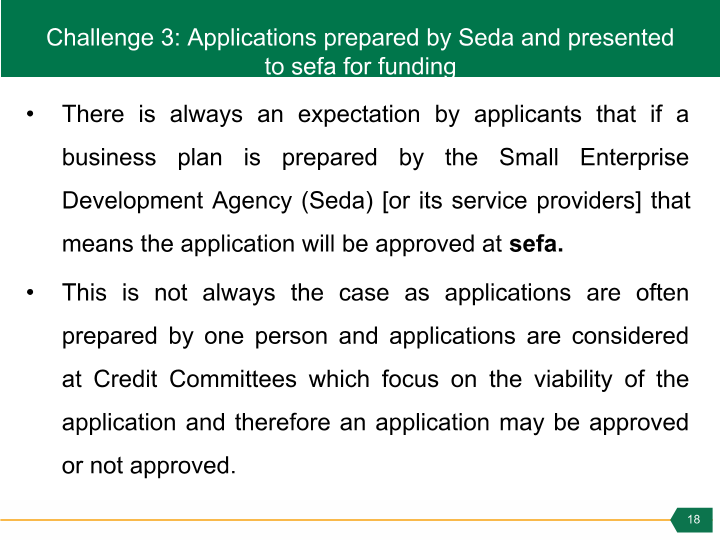 Challenge 3: Applications prepared by Seda and presented
to sefa for funding
• There is always an expectation by applicants that if a
business plan is prepared by the Small Enterprise
Development Agency (Seda) [or its service providers] that
means the application will be approved at sefa.
• This is not always the case as applications are often
prepared by one person and applications are considered
at Credit Committees which focus on the viability of the
application and therefore an application may be approved
or not approved.
18